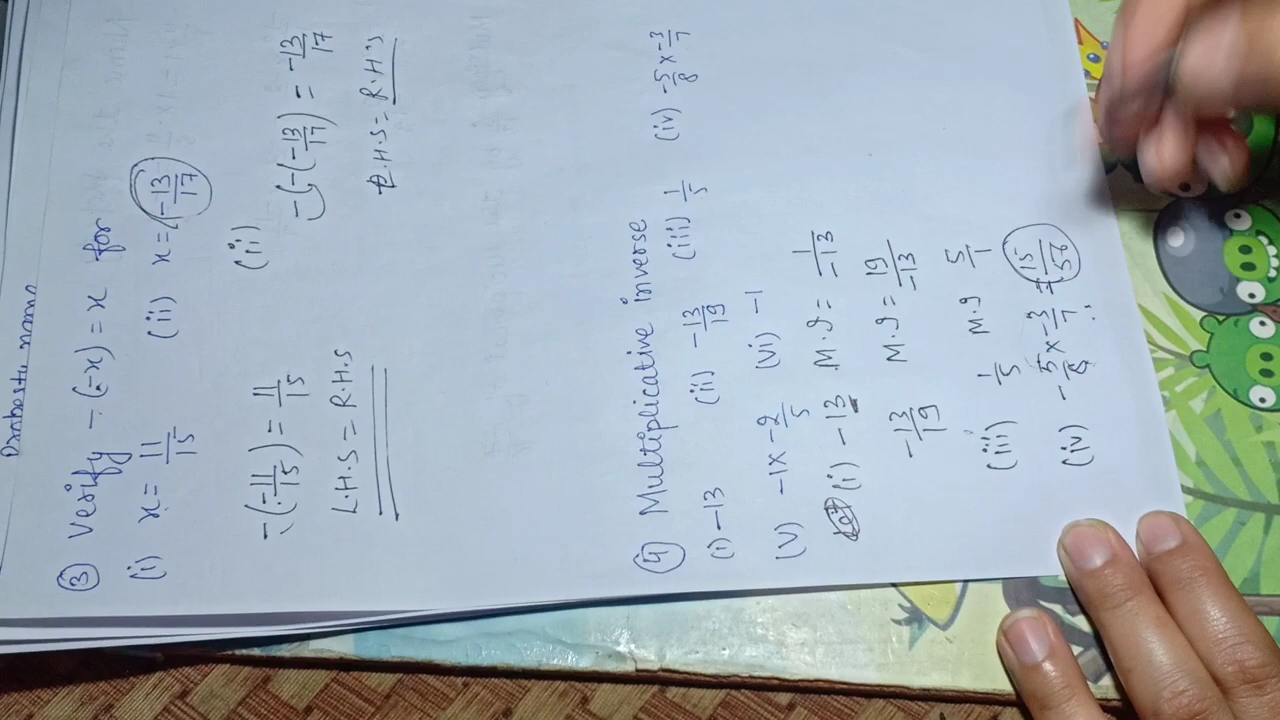 ③ Verify -(-x) = x for
(i) x = 11/15 (ii) x = -13/17
-(-11/15) = 11/15
L.H.S = R.H.S
(ii)
-(-(-13/17)) = -13/17
L.H.S = R.H.S
④ Multiplicative inverse
(i) -13 (ii) -13/19 (iii) 1/5 (iv) -5/8 x -3/7
(V) -1 x -2/5 (vi) -1
(i) -13 M.I = 1/-13
-13/19 M.I = 19/-13
(iii) 1/5 M.I 5/1
(iv) -5/8 x -3/7 = 15/56